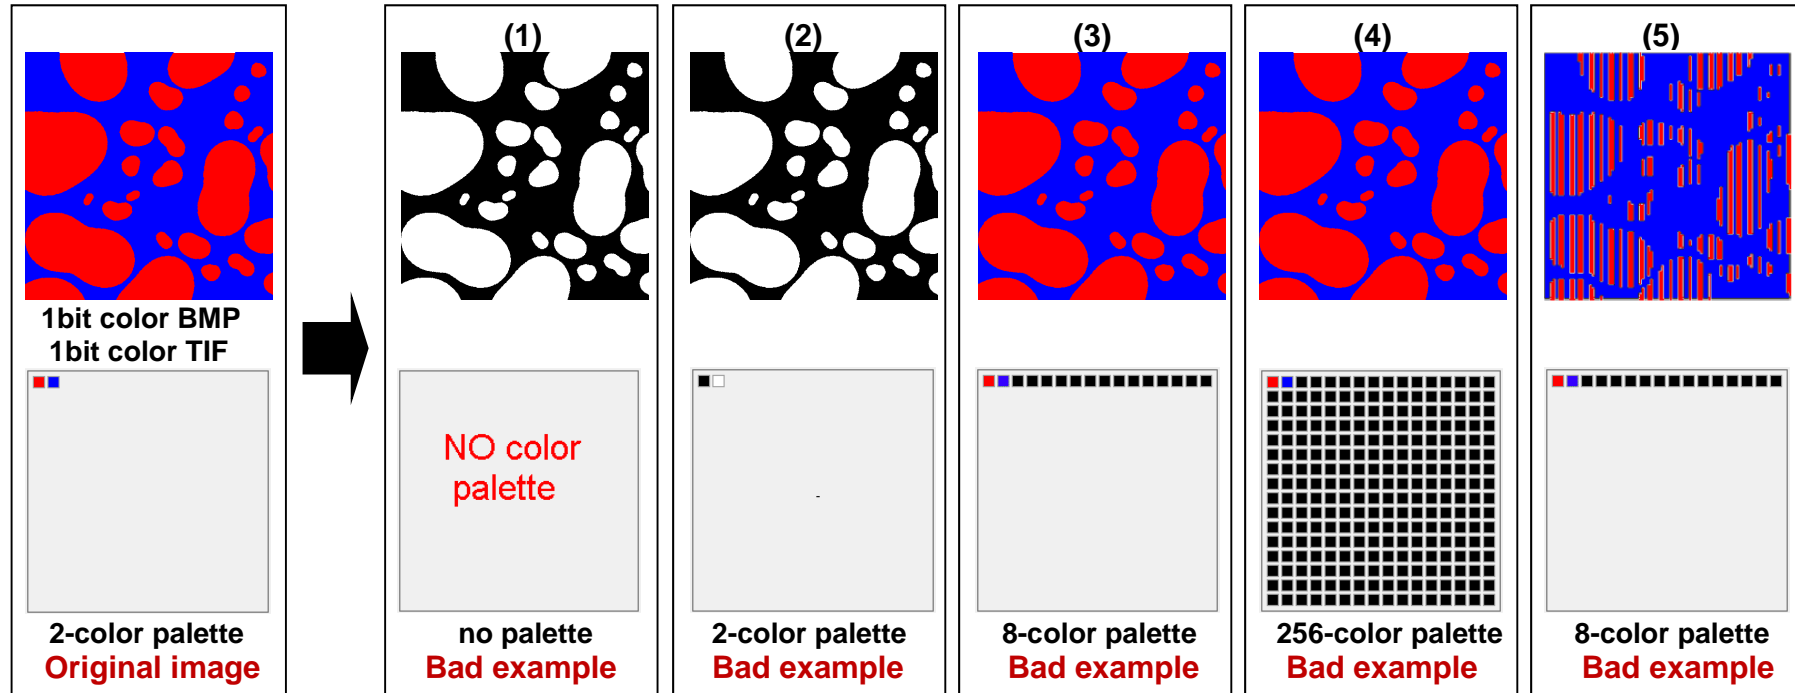 1bit color BMP
1bit color TIF
2-color palette
Original image
(1)
NO color
palette
no palette
Bad example
(2)
2-color palette
Bad example
(3)
8-color palette
Bad example
(4)
256-color palette
Bad example
(5)
8-color palette
Bad example